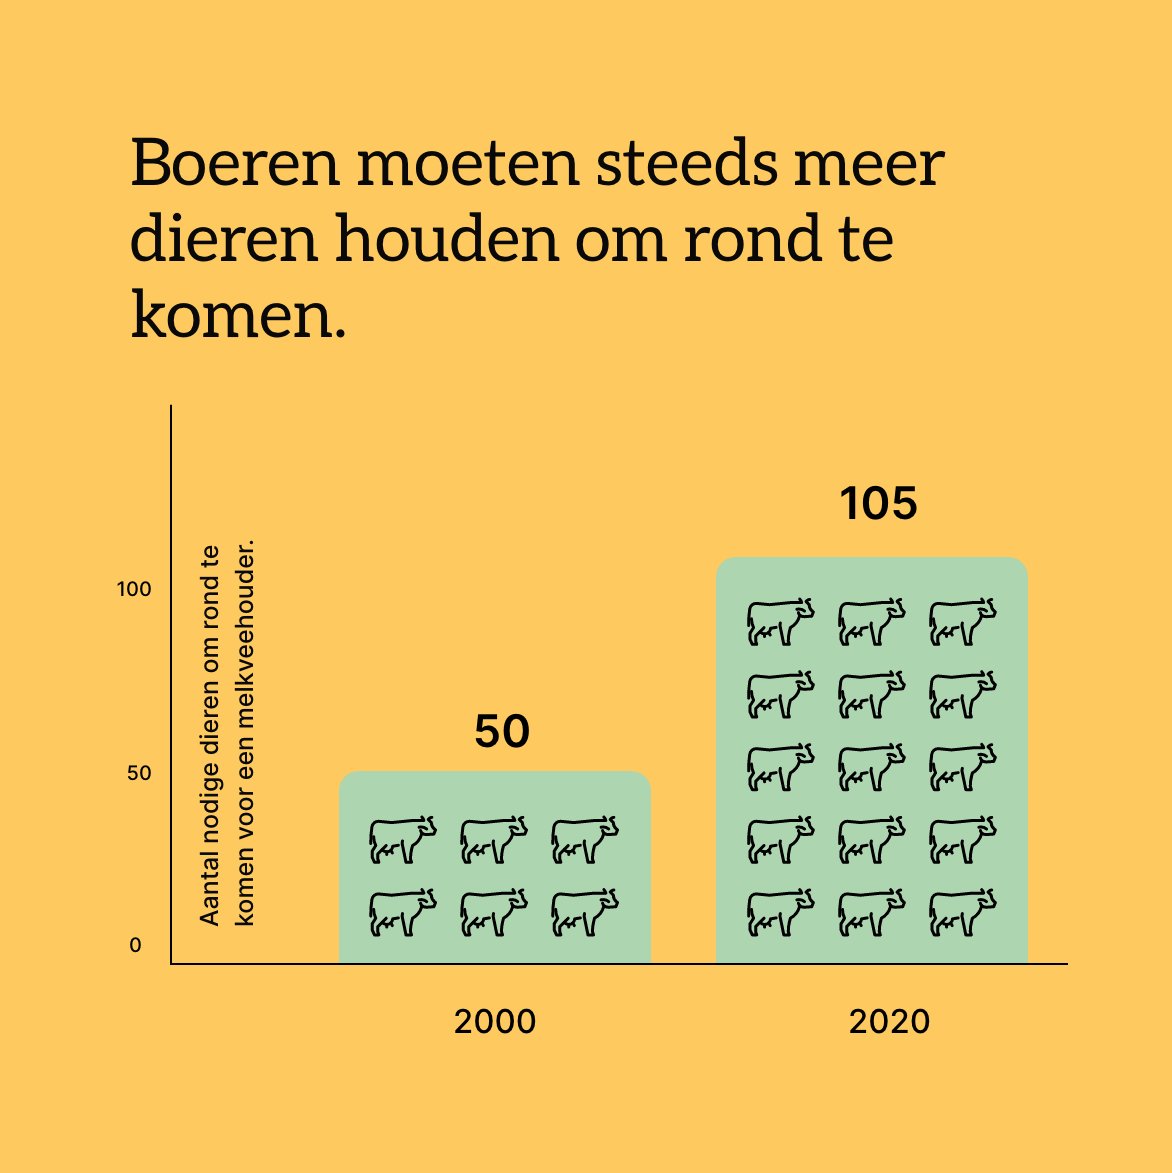 Boeren moeten steeds meer
dieren houden om rond te
komen.
Aantal nodige dieren om rond te
komen voor een melkveehouder.
100
50
0
50
105
2000
2020